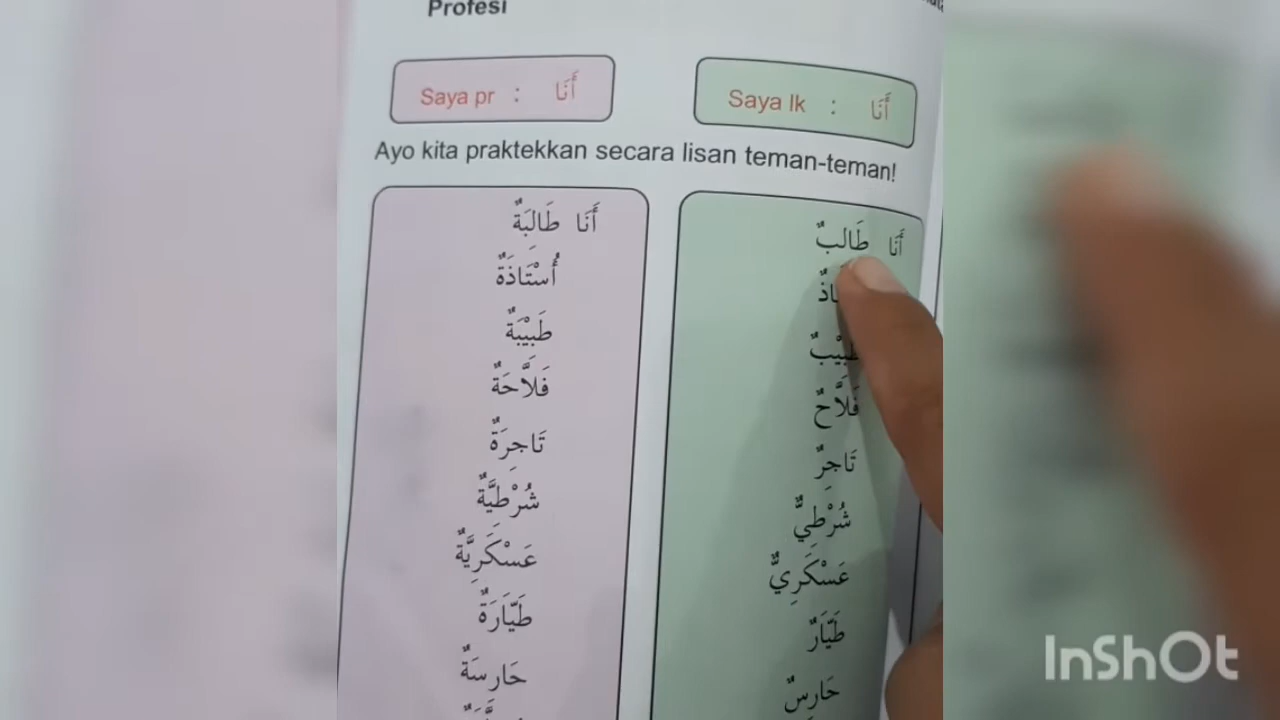 Profesi
Saya pr : أَنَا
Saya lk : أَنَا
Ayo kita praktekkan secara lisan teman-teman!
أَنَا طَالِبَةٌ
أُسْتَاذَةٌ
طَبِيْبَةٌ
فَلَّاحَةٌ
تَاجِرَةٌ
شُرْطِيَّةٌ
عَسْكَرِيَّةٌ
طَيَّارَةٌ
حَارِسَةٌ
أَنَا طَالِبٌ
طَبِيْبٌ
فَلَّاحٌ
تَاجِرٌ
شُرْطِيٌّ
عَسْكَرِيٌّ
طَيَّارٌ
حَارِسٌ
InShOt